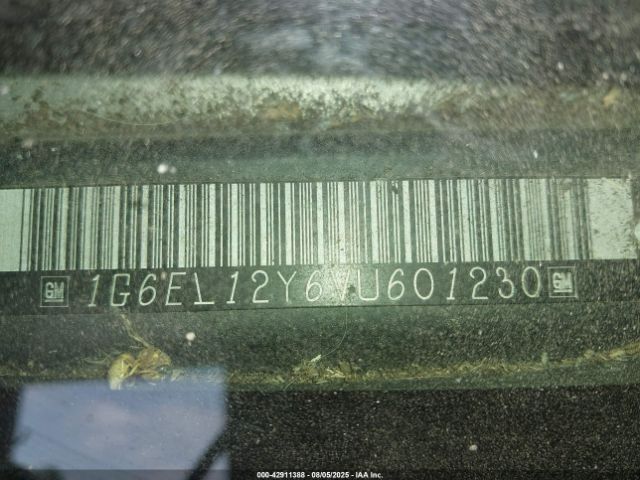 GM 1G6EL12Y6VU601230 GM
000-42911388 - 08/05/2025 - IAA Inc.